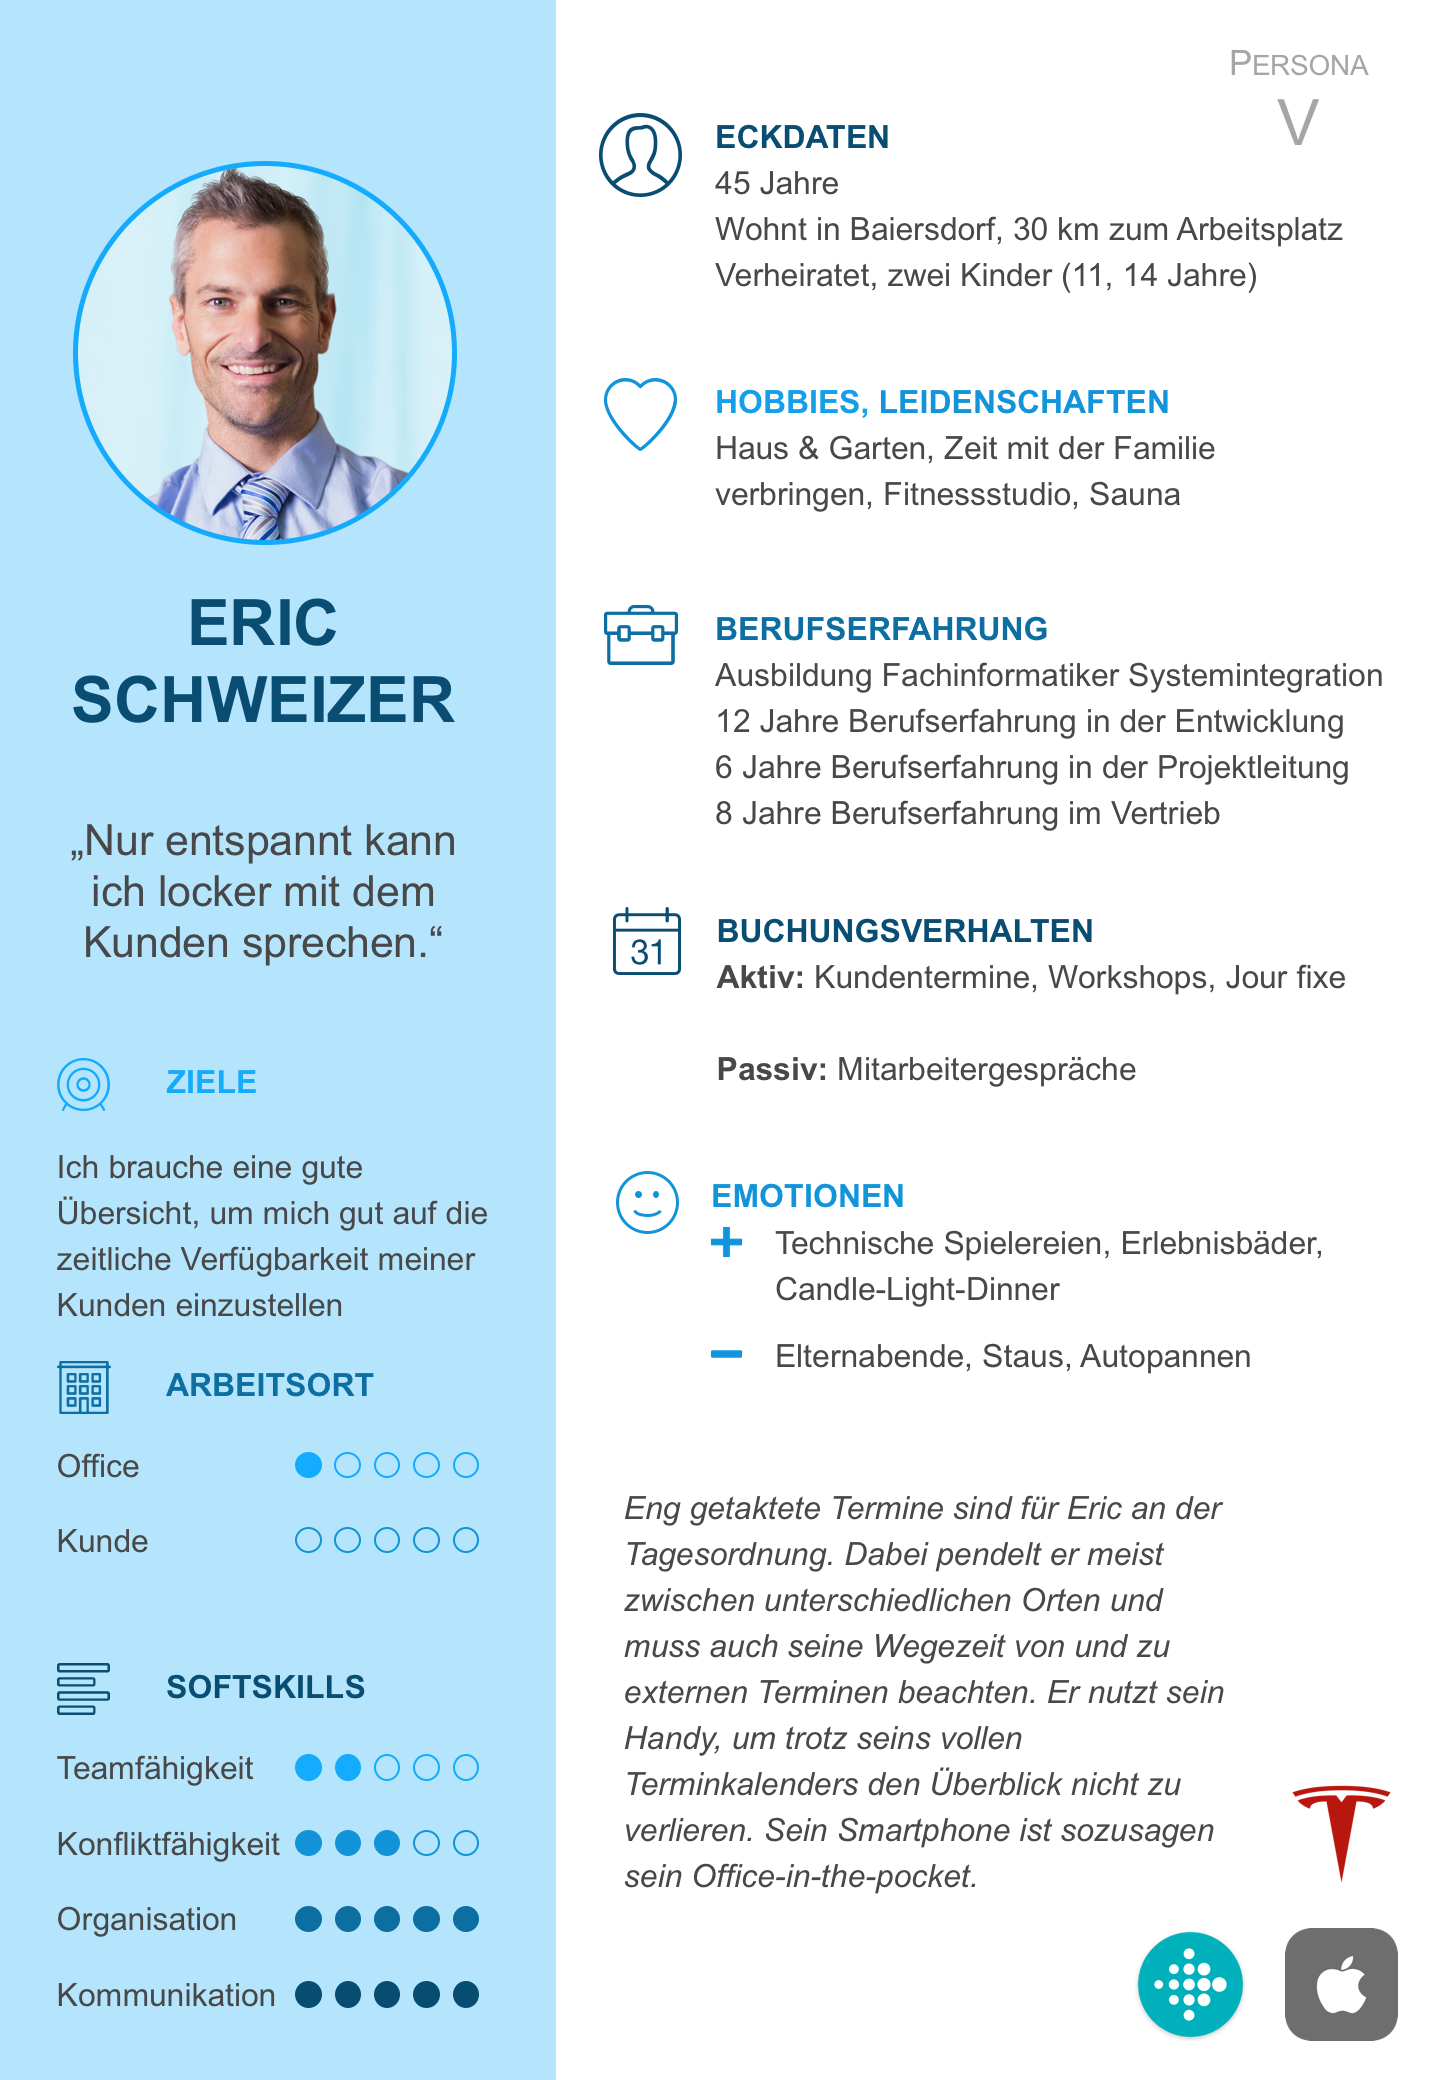 PERSONA
V
ERIC
SCHWEIZER
„Nur entspannt kann
ich locker mit dem
Kunden sprechen.“
ZIELE
Ich brauche eine gute
Übersicht, um mich gut auf die
zeitliche Verfügbarkeit meiner
Kunden einzustellen
ARBEITSORT
Office
Kunde
SOFTSKILLS
Teamfähigkeit
Konfliktfähigkeit
Organisation
Kommunikation
ECKDATEN
45 Jahre
Wohnt in Baiersdorf, 30 km zum Arbeitsplatz
Verheiratet, zwei Kinder (11, 14 Jahre)
HOBBIES, LEIDENSCHAFTEN
Haus & Garten, Zeit mit der Familie
verbringen, Fitnessstudio, Sauna
BERUFSERFAHRUNG
Ausbildung Fachinformatiker Systemintegration
12 Jahre Berufserfahrung in der Entwicklung
6 Jahre Berufserfahrung in der Projektleitung
8 Jahre Berufserfahrung im Vertrieb
31
BUCHUNGSVERHALTEN
Aktiv: Kundentermine, Workshops, Jour fixe
Passiv: Mitarbeitergespräche
EMOTIONEN
+ Technische Spielereien, Erlebnisbäder,
Candle-Light-Dinner
– Elternabende, Staus, Autopannen
Eng getaktete Termine sind für Eric an der
Tagesordnung. Dabei pendelt er meist
zwischen unterschiedlichen Orten und
muss auch seine Wegezeit von und zu
externen Terminen beachten. Er nutzt sein
Handy, um trotz seins vollen
Terminkalenders den Überblick nicht zu
verlieren. Sein Smartphone ist sozusagen
sein Office-in-the-pocket.